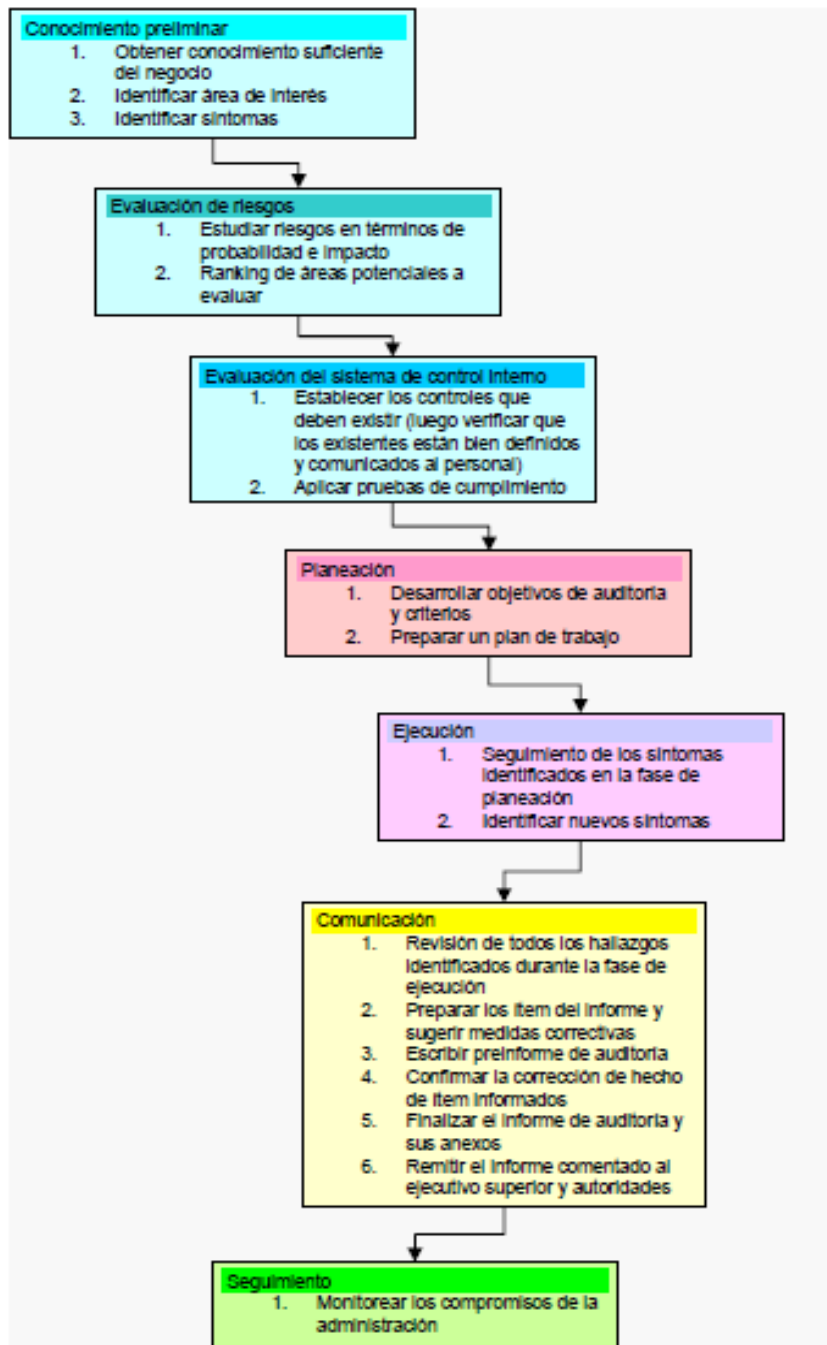 Conocimiento preliminar
1. Obtener conocimiento suficiente
del negocio
2. Identificar área de interés
3. Identificar síntomas
Evaluación de riesgos
1. Estudiar riesgos en términos de
probabilidad e impacto
2. Ranking de áreas potenciales a
evaluar
Evaluación del sistema de control interno
1. Establecer los controles que
deben existir (luego verificar que
los existentes están bien definidos
y comunicados al personal)
2. Aplicar pruebas de cumplimiento
Planeación
1. Desarrollar objetivos de auditoría
y criterios
2. Preparar un plan de trabajo
Ejecución
1. Seguimiento de los síntomas
identificados en la fase de
planeación
2. Identificar nuevos síntomas
Comunicación
1. Revisión de todos los hallazgos
identificados durante la fase de
ejecución
2. Preparar los ítem del informe y
sugerir medidas correctivas
3. Escribir preinforme de auditoría
4. Confirmar la corrección de hecho
de ítem informados
5. Finalizar el informe de auditoría y
sus anexos
6. Remitir el informe comentado al
ejecutivo superior y autoridades
Seguimiento
1. Monitorear los compromisos de la
administración